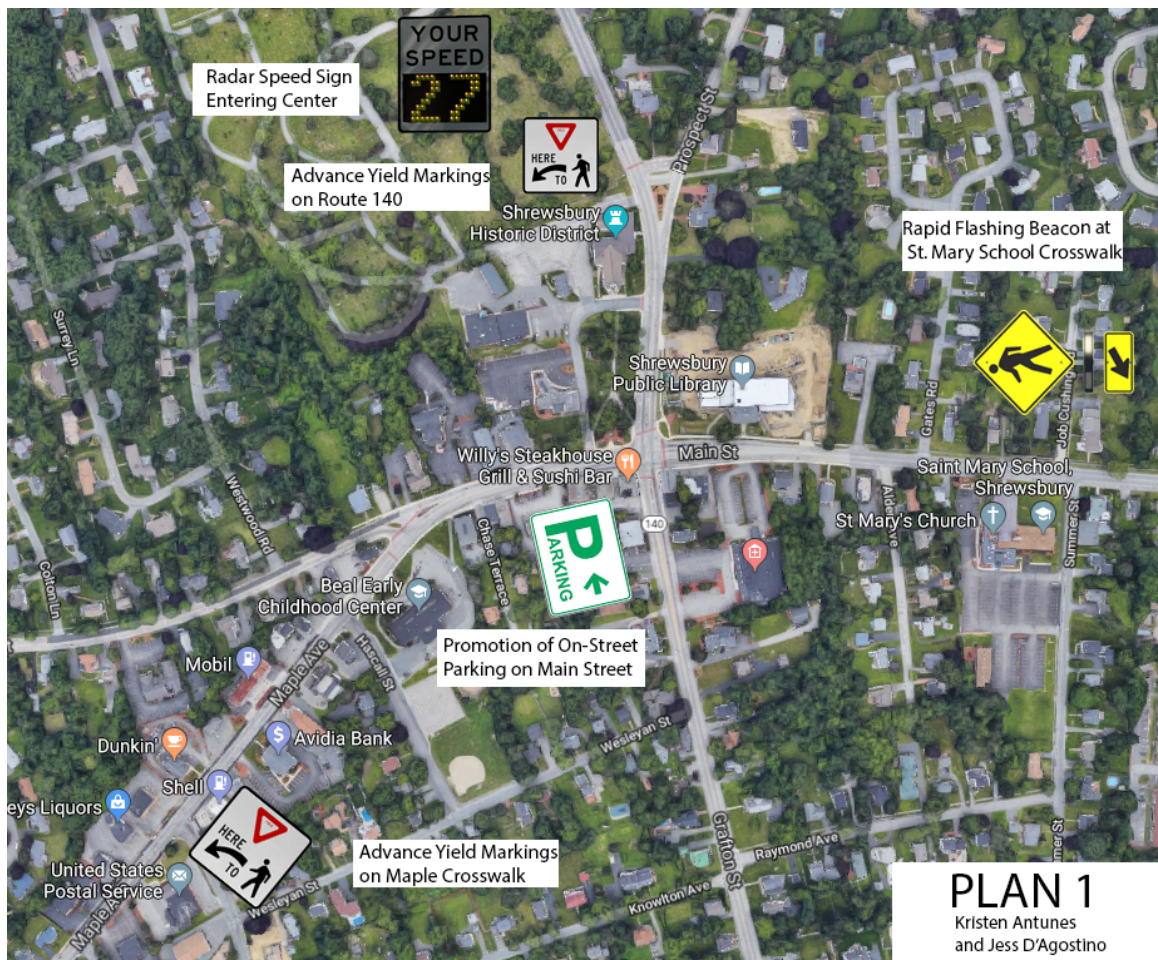 YOUR
SPEED
27
Radar Speed Sign
Entering Center
HERE
TO
Advance Yield Markings
on Route 140
Prospect St
Shrewsbury
Historic District
Rapid Flashing Beacon at
St. Mary School Crosswalk
Surrey Ln
Shrewsbury
Public Library
Gates Rd
Job Cushing
Main St
Willy's Steakhouse
Grill & Sushi Bar
Saint Mary School,
Shrewsbury
Westwood Rd
140
St Mary's Church
Summer St
Chase Terrace
P
ARKING
Colton Ln
Beal Early
Childhood Center
Promotion of On-Street
Parking on Main Street
Hascall St
Mobil
Maple Ave
Wesleyan St
Dunkin'
$
Avidia Bank
Shell
eys Liquors
HERE
TO
Grafton St
Raymond Ave
mer St
Advance Yield Markings
on Maple Crosswalk
United States
Postal Service
Wesleyan St
Knowlton Ave
Maple A
PLAN 1
Kristen Antunes
and Jess D'Agostino